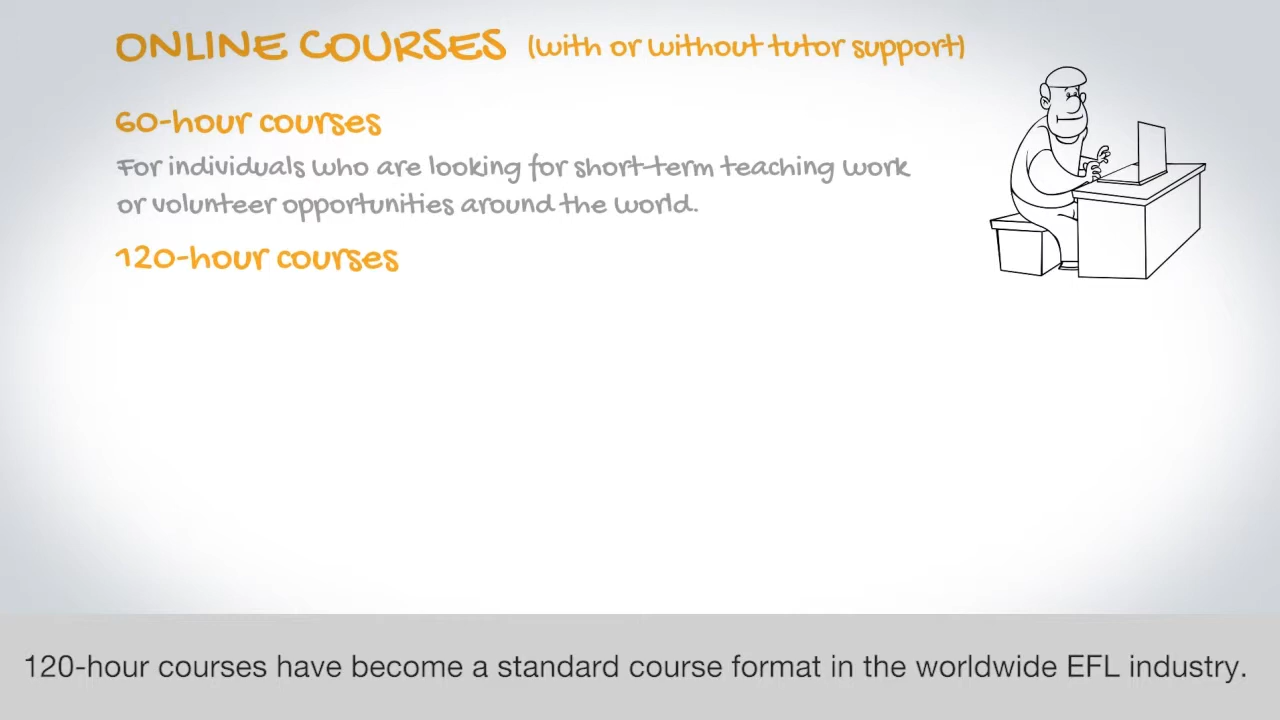 ONLINE COURSES (with or without tutor support)
60-hour courses
For individuals who are looking for short-term teaching work
or volunteer opportunities around the world.
120-hour courses
120-hour courses have become a standard course format in the worldwide EFL industry.